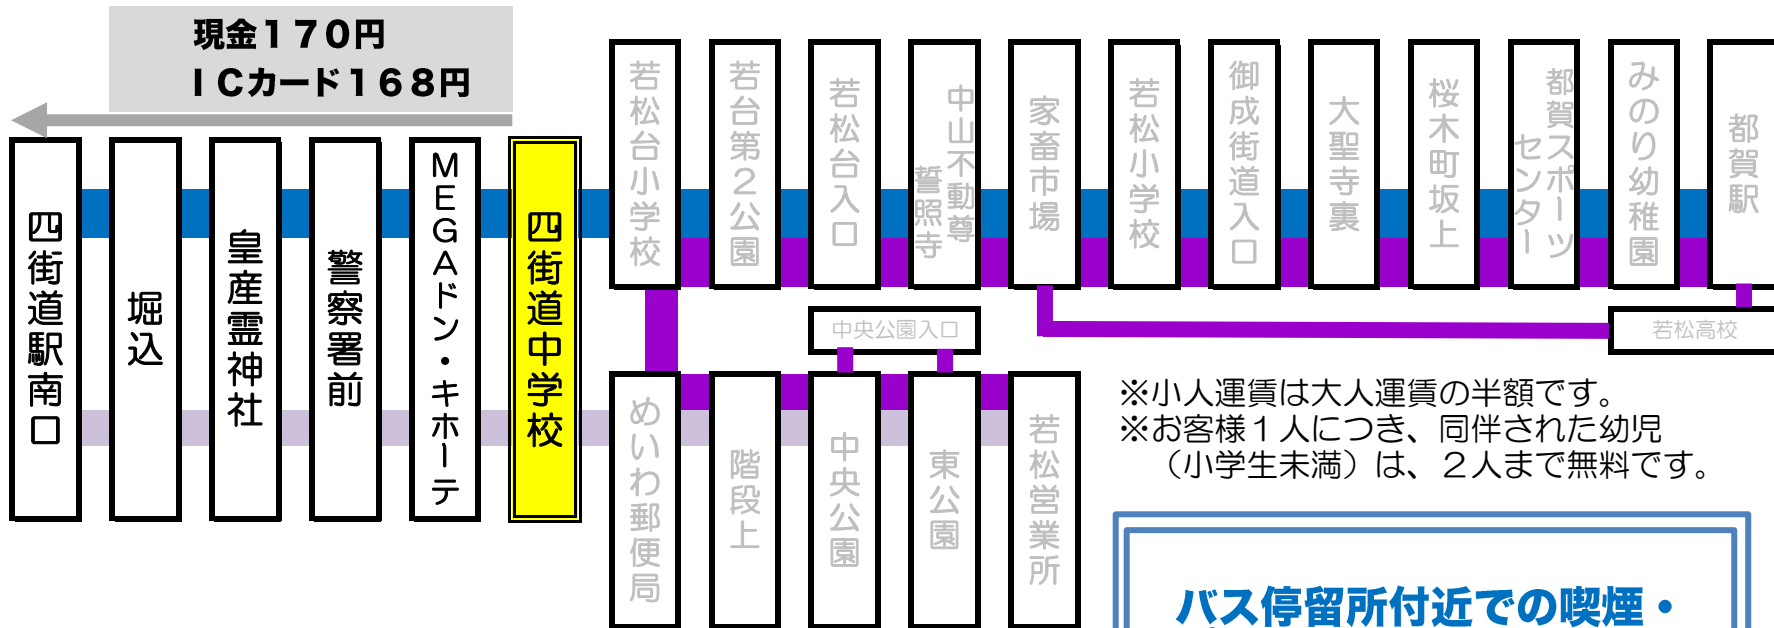 現金170円
ICカード168円
四街道駅南口
堀込
皇産霊神社
警察署前
MEGAドン・キホーテ
四街道中学校
若松台小学校
若台第2公園
若松台入口
中山不動尊
誓照寺
家畜市場
若松小学校
御成街道入口
大聖寺裏
桜木町坂上
都賀スポーツ
センター
みのり幼稚園
都賀駅
中央公園入口
若松高校
めいわ郵便局
階段上
中央公園
東公園
若松営業所
※小人運賃は大人運賃の半額です。
※お客様1人につき、同伴された幼児
(小学生未満)は、2人まで無料です。
バス停留所付近での喫煙・